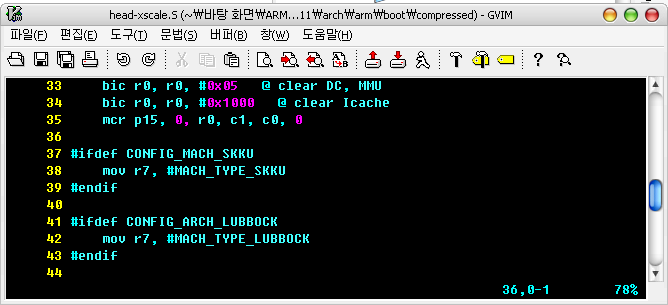 head-xscale.S (~\바탕 화면\ARM...11\arch\arm\boot\compressed) - GVIM
파일(F) 편집(E) 도구(T) 문법(S) 버퍼(B) 창(W) 도움말(H)
33 bic r0, r0, #0x05 @ clear DC, MMU
34 bic r0, r0, #0x1000 @ clear Icache
35 mcr p15, 0, r0, c1, c0, 0
36
37 #ifdef CONFIG_MACH_SKKU
38 mov r7, #MACH_TYPE_SKKU
39 #endif
40
41 #ifdef CONFIG_ARCH_LUBBOCK
42 mov r7, #MACH_TYPE_LUBBOCK
43 #endif
44
36,0-1 78%